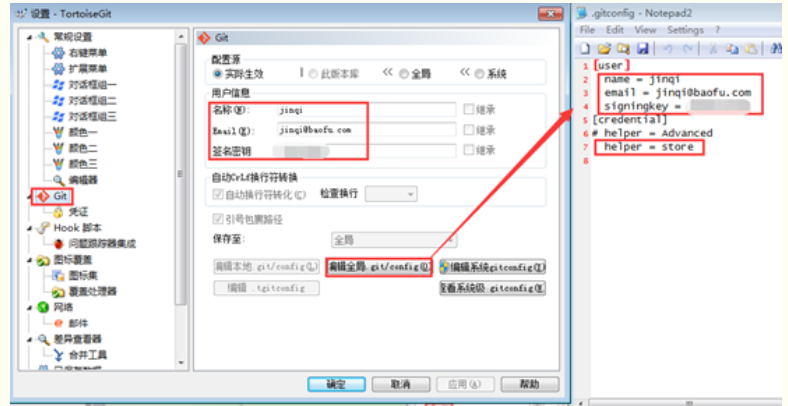 设置 - TortoiseGit
常规设置
右键菜单
扩展菜单
对话框组一
对话框组二
对话框组三
颜色一
颜色二
颜色三
编辑器
Git
凭证
Hook 脚本
问题跟踪器集成
图标覆盖
图标集
覆盖处理器
网络
邮件
差异查看器
合并工具
Git
配置源
实际生效
此版本库
<<
全局
<<
系统
用户信息
名称(N):
jinqi
继承
Email(E):
jinqi@baofu.com
继承
签名密钥
继承
自动CrLf换行符转换
自动换行符转化(C)
检查换行
引号包裹路径
保存至:
全局
编辑本地 .git/config(L)
编辑全局 .git/config(O)
编辑系统gitconfig(I)
编辑 .tgitconfig
查看系统级 gitconfig(V)
确定
取消
应用(A)
帮助
.gitconfig - Notepad2
File Edit View Settings ?
1 [user]
2 name = jinqi
3 email = jinqi@baofu.com
4 signingkey =
5 [credential]
6 # helper = Advanced
7 helper = store
8